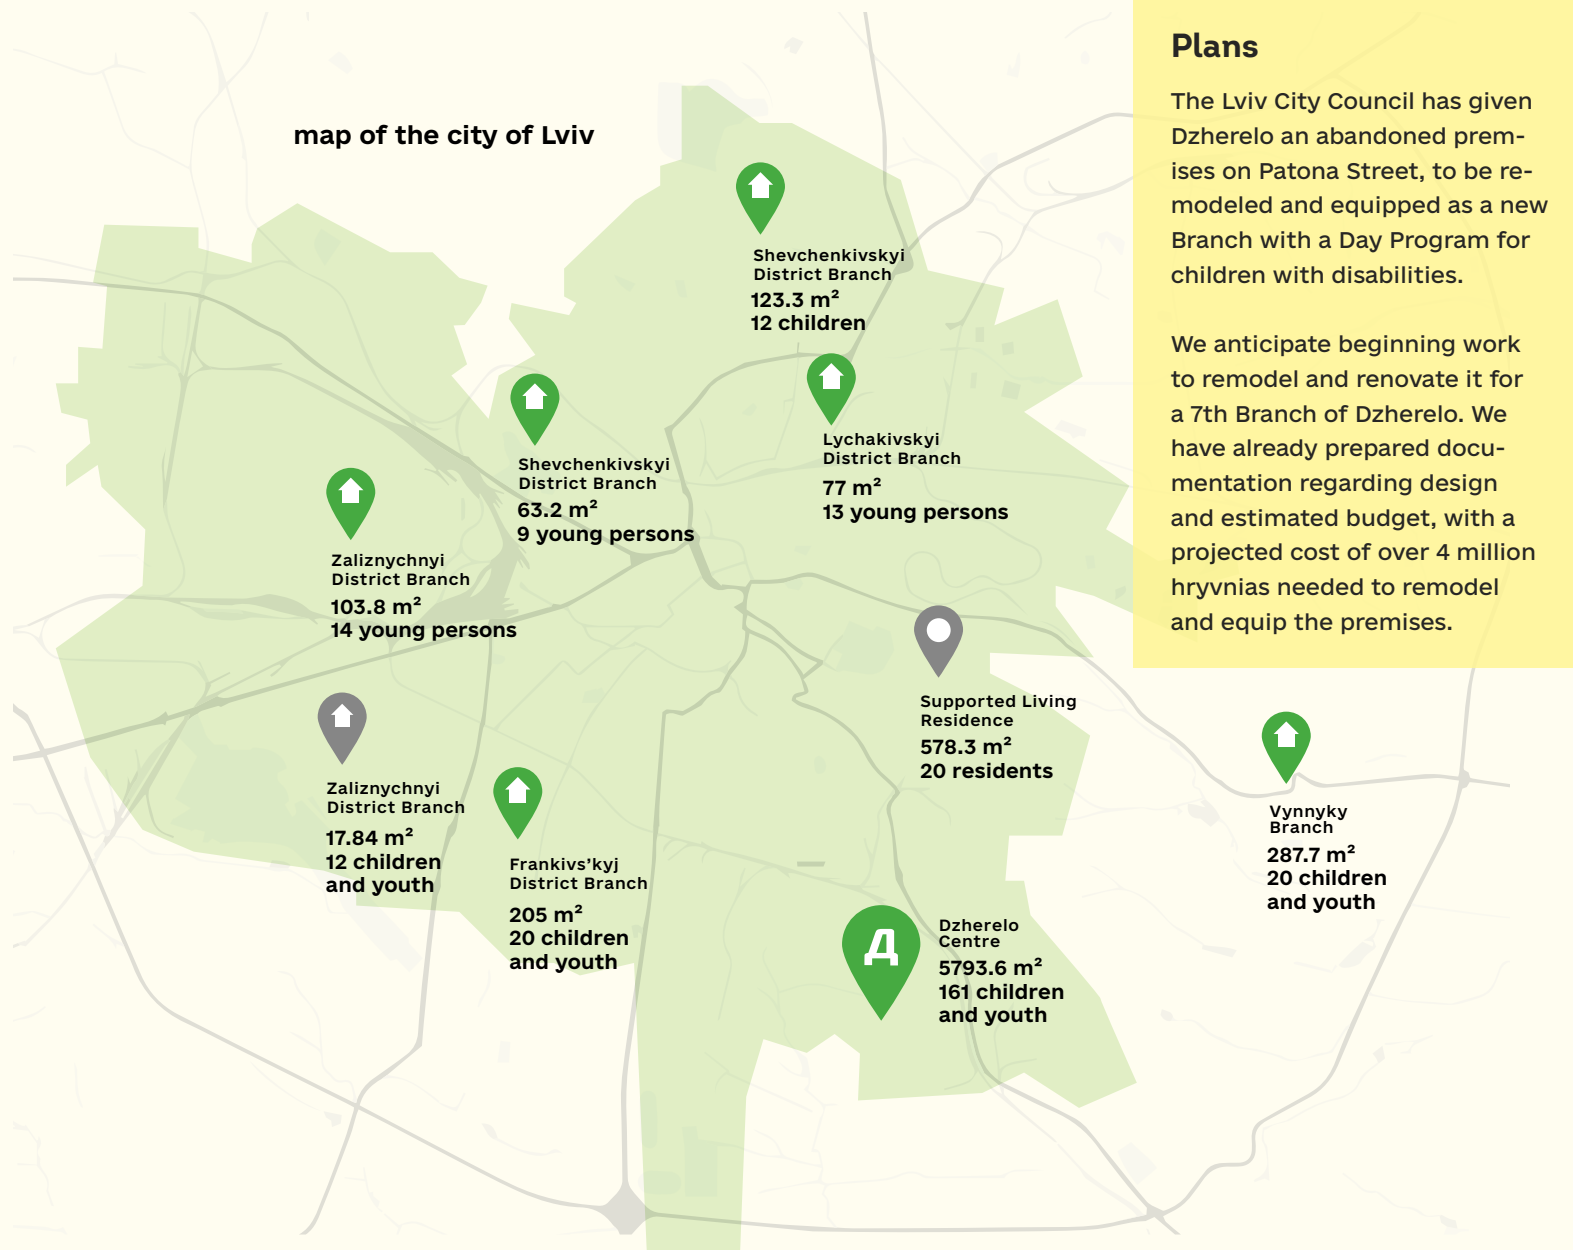 map of the city of Lviv
Shevchenkivskyi
District Branch
123.3 m²
12 children
Shevchenkivskyi
District Branch
63.2 m²
9 young persons
Lychakivskyi
District Branch
77 m²
13 young persons
Zaliznychnyi
District Branch
103.8 m²
14 young persons
Supported Living
Residence
578.3 m²
20 residents
Zaliznychnyi
District Branch
17.84 m²
12 children
and youth
Frankivs’kyj
District Branch
205 m²
20 children
and youth
Д
Dzherelo
Centre
5793.6 m²
161 children
and youth
Vynnyky
Branch
287.7 m²
20 children
and youth
Plans
The Lviv City Council has given
Dzherelo an abandoned prem-
ises on Patona Street, to be re-
modeled and equipped as a new
Branch with a Day Program for
children with disabilities.
We anticipate beginning work
to remodel and renovate it for
a 7th Branch of Dzherelo. We
have already prepared docu-
mentation regarding design
and estimated budget, with a
projected cost of over 4 million
hryvnias needed to remodel
and equip the premises.